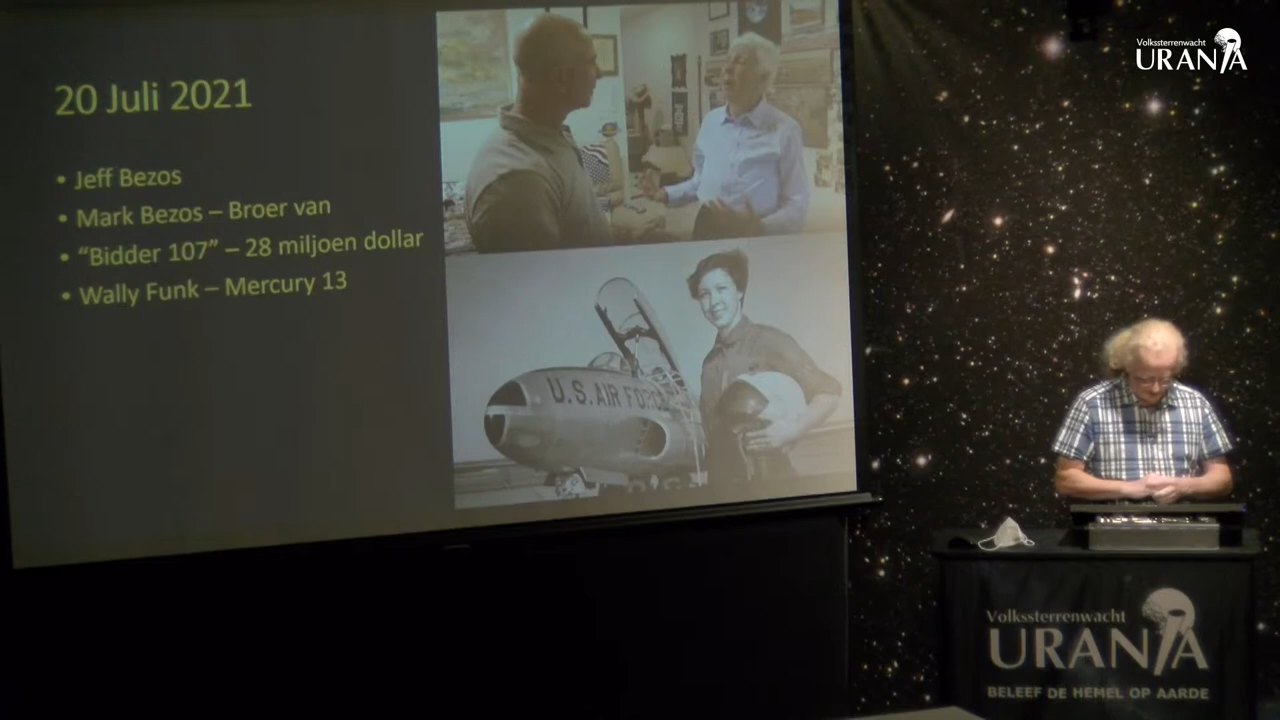 20 Juli 2021
• Jeff Bezos
• Mark Bezos – Broer van
• “Bidder 107” – 28 miljoen dollar
• Wally Funk – Mercury 13
U.S. AIR FORCE
Volkssterrenwacht
URANIA
Volkssterrenwacht
URANIA
BELEEF DE HEMEL OP AARDE